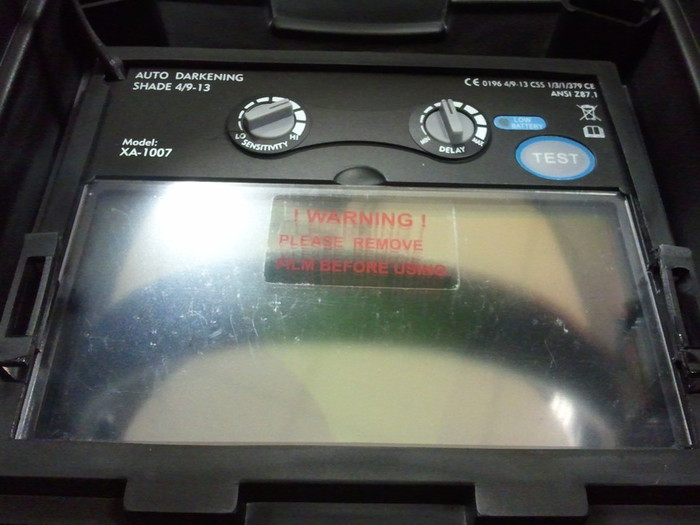 AUTO DARKENING
SHADE 4/9-13
CE 0196 4/9-13 CSS 1/3/1/379 CE
ANSI Z87.1
LO HI
SENSITIVITY
DELAY
LOW
BATTERY
TEST
Model:
XA-1007
! WARNING !
PLEASE REMOVE
FILM BEFORE USING